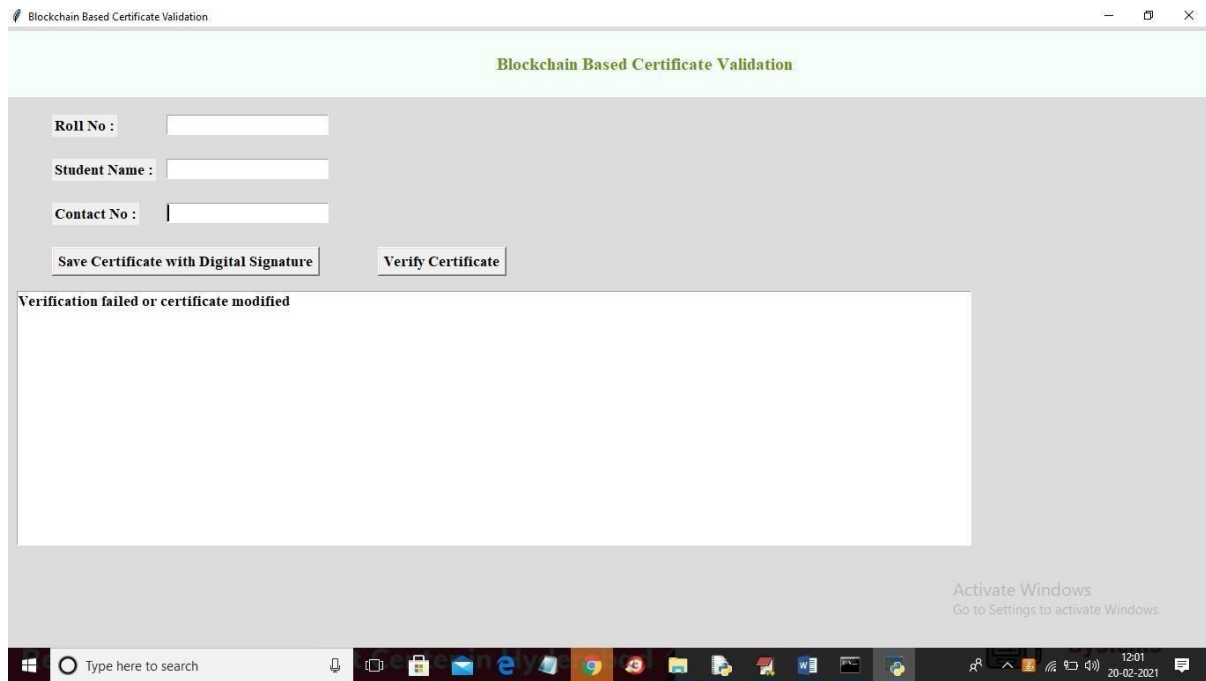 Blockchain Based Certificate Validation
Blockchain Based Certificate Validation
Roll No :
Student Name :
Contact No :
Save Certificate with Digital Signature
Verify Certificate
Verification failed or certificate modified
Activate Windows
Go to Settings to activate Windows.
Type here to search
12:01
20-02-2021